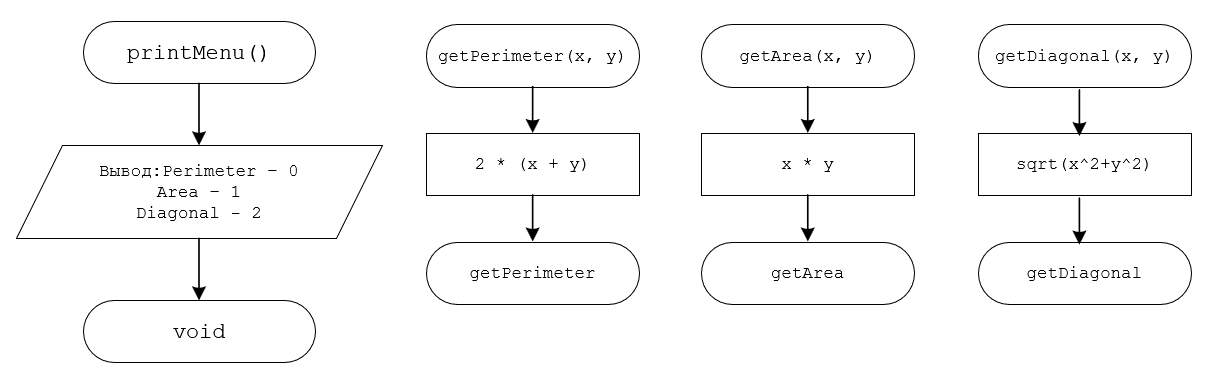 printMenu()
Вывод:Perimeter – 0
Area – 1
Diagonal – 2
void
getPerimeter(x, y)
2 * (x + y)
getPerimeter
getArea(x, y)
x * y
getArea
getDiagonal(x, y)
sqrt(x^2+y^2)
getDiagonal